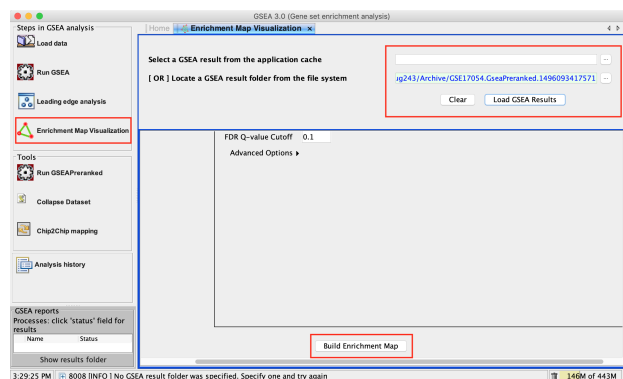 GSEA 3.0 (Gene set enrichment analysis)
Steps in GSEA analysis
Home
Enrichment Map Visualization ×
Load data
Select a GSEA result from the application cache
Run GSEA
[ OR ] Locate a GSEA result folder from the file system
ug243/Archive/GSE17054.GseaPreranked.1496093417571
Clear
Load GSEA Results
Leading edge analysis
Enrichment Map Visualization
FDR Q-value Cutoff 0.1
Advanced Options
Tools
Run GSEAPreranked
Collapse Dataset
Chip2Chip mapping
Analysis history
GSEA reports
Processes: click 'status' field for
results
Name Status
Build Enrichment Map
Show results folder
3:29:25 PM 8008 [INFO ] No GSEA result folder was specified. Specify one and try again
146M of 443M